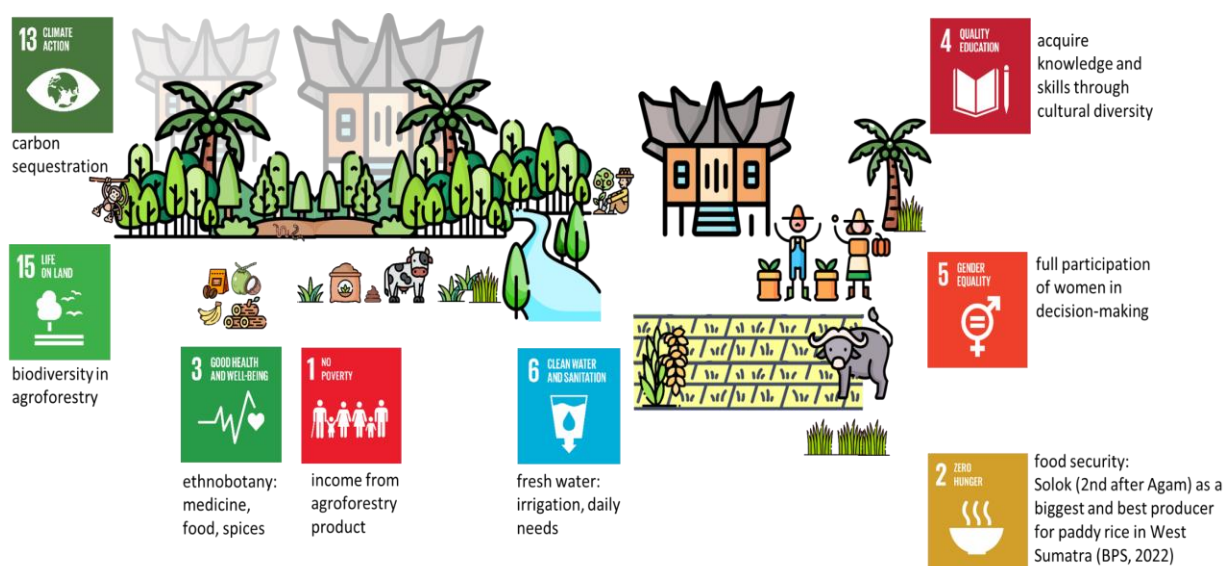 13 CLIMATE
ACTION
carbon
sequestration
15 LIFE
ON LAND
biodiversity in
agroforestry
3 GOOD HEALTH
AND WELL-BEING
ethnobotany:
medicine,
food, spices
1 NO
POVERTY
income from
agroforestry
product
6 CLEAN WATER
AND SANITATION
fresh water:
irrigation, daily
needs
4 QUALITY
EDUCATION
acquire
knowledge and
skills through
cultural diversity
5 GENDER
EQUALITY
full participation
of women in
decision-making
2 ZERO
HUNGER
food security:
Solok (2nd after Agam) as a
biggest and best producer
for paddy rice in West
Sumatra (BPS, 2022)